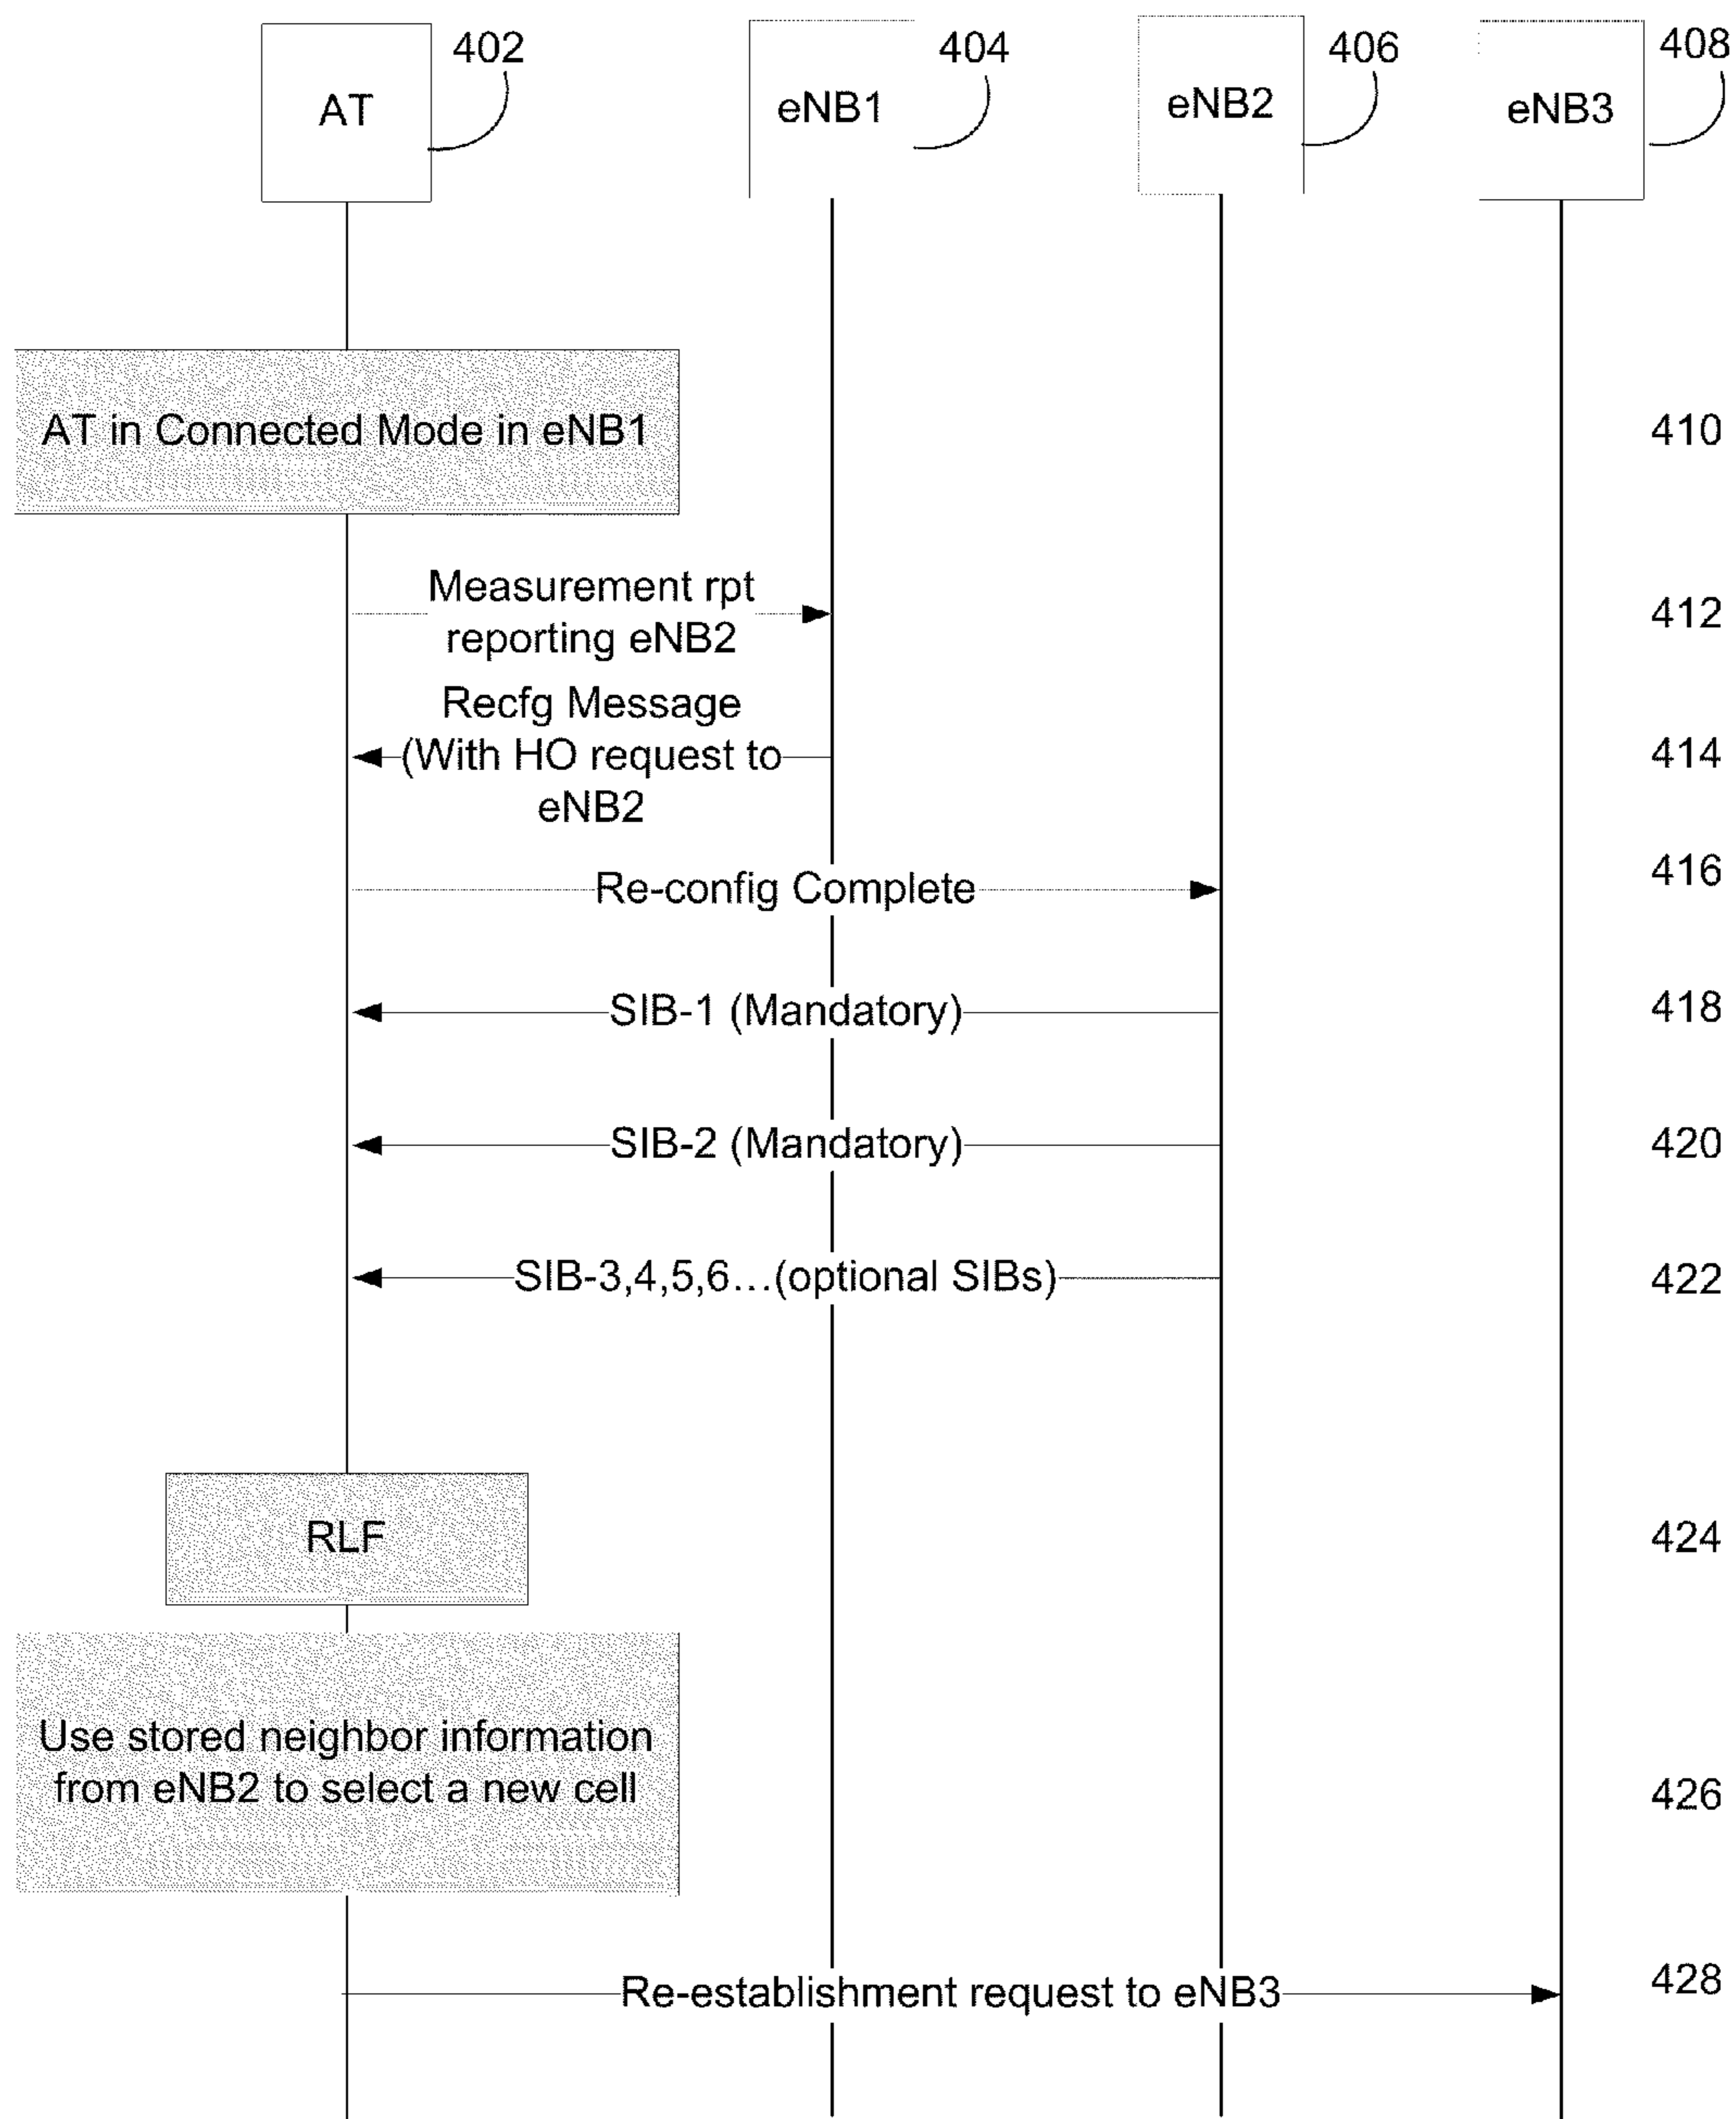 402
404
406
408
AT
eNB1
eNB2
eNB3
AT in Connected Mode in eNB1
410
Measurement rpt
reporting eNB2
412
Recfg Message
(With HO request to
eNB2
414
Re-config Complete
416
SIB-1 (Mandatory)
418
SIB-2 (Mandatory)
420
SIB-3,4,5,6...(optional SIBs)
422
RLF
424
Use stored neighbor information
from eNB2 to select a new cell
426
Re-establishment request to eNB3
428